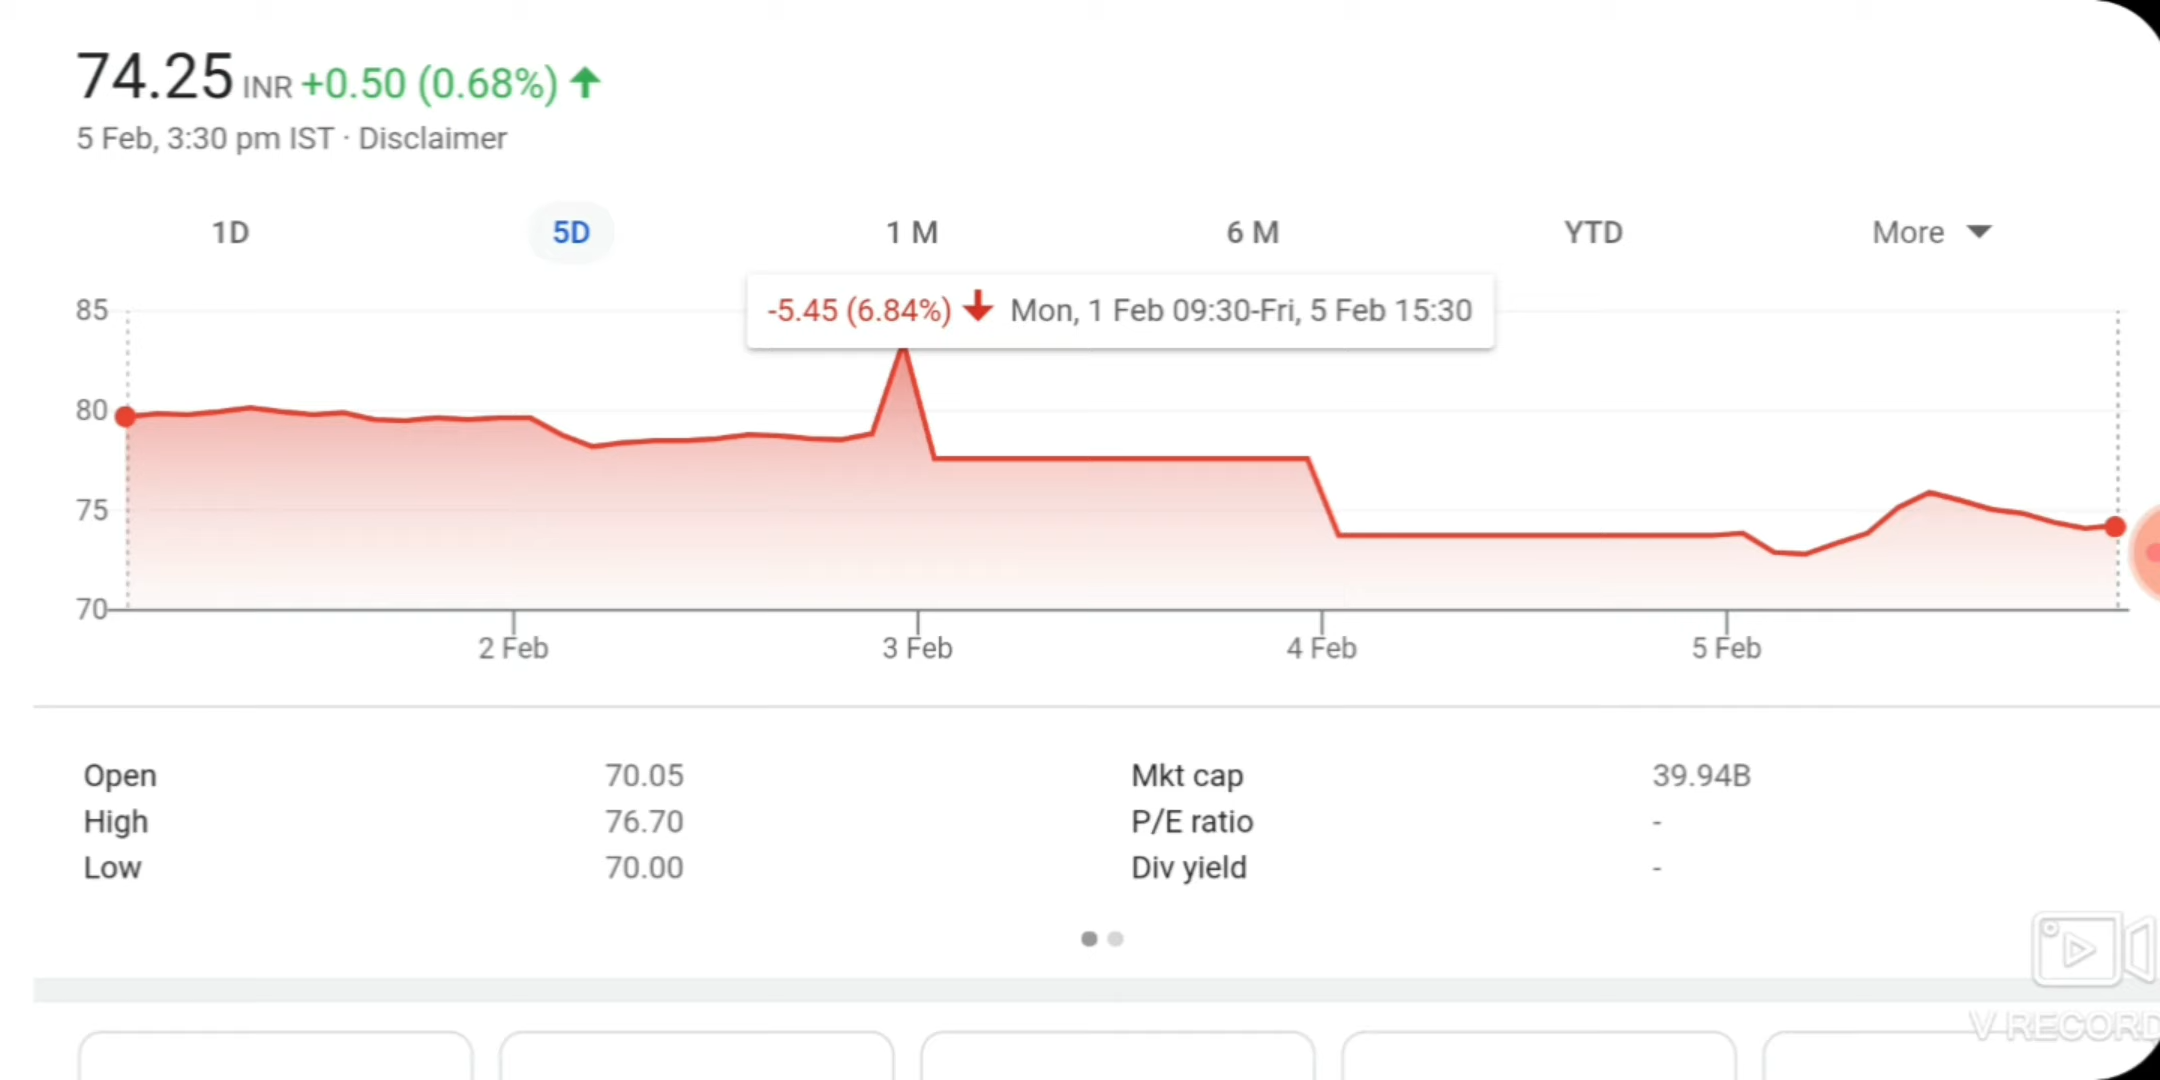 74.25 INR +0.50 (0.68%)
5 Feb, 3:30 pm IST · Disclaimer
1D 5D 1 M 6 M YTD More
-5.45 (6.84%) Mon, 1 Feb 09:30-Fri, 5 Feb 15:30
85
80
75
70
2 Feb 3 Feb 4 Feb 5 Feb
Open 70.05 Mkt cap 39.94B
High 76.70 P/E ratio -
Low 70.00 Div yield -
V RECORD